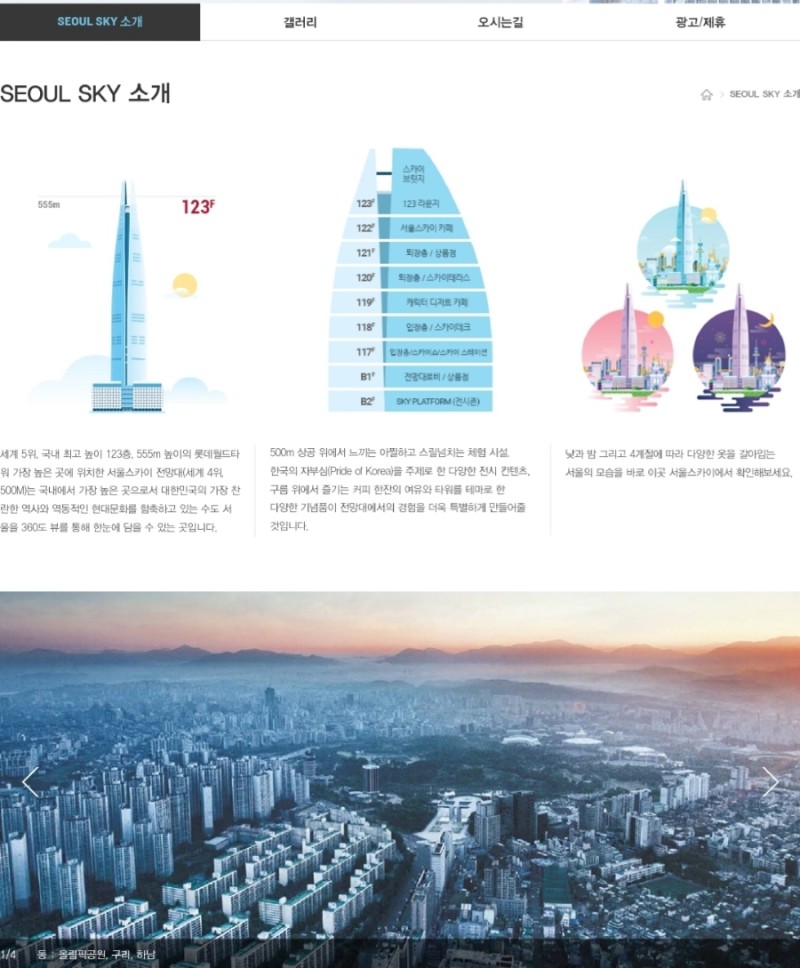 SEOUL SKY 소개
갤러리
오시는길
광고/제휴
SEOUL SKY 소개
SEOUL SKY 소개
555m
123F
스카이
브릿지
123F 123 라운지
122F 서울스카이 카페
121F 퇴장층 / 상품점
120F 퇴장층 / 스카이테라스
119F 캐릭터 디저트 카페
118F 입장층 / 스카이데크
117F 입장층/스카이쇼/스카이 스테이션
B1F 전망대로비 / 상품점
B2F SKY PLATFORM (전시존)
세계 5위, 국내 최고 높이 123층, 555m 높이의 롯데월드타
워 가장 높은 곳에 위치한 서울스카이 전망대(세계 4위,
500M)는 국내에서 가장 높은 곳으로서 대한민국의 가장 찬
란한 역사와 역동적인 현대문화를 함축하고 있는 수도 서
울을 360도 뷰를 통해 한눈에 담을 수 있는 곳입니다.
500m 상공 위에서 느끼는 아찔하고 스릴넘치는 체험 시설,
한국의 자부심(Pride of Korea)을 주제로 한 다양한 전시 컨텐츠,
구름 위에서 즐기는 커피 한잔의 여유와 타워를 테마로 한
다양한 기념품이 전망대에서의 경험을 더욱 특별하게 만들어줄
것입니다.
낮과 밤 그리고 4계절에 따라 다양한 옷을 갈아입는
서울의 모습을 바로 이곳 서울스카이에서 확인해보세요.
1/4 동 : 올림픽공원, 구리, 하남